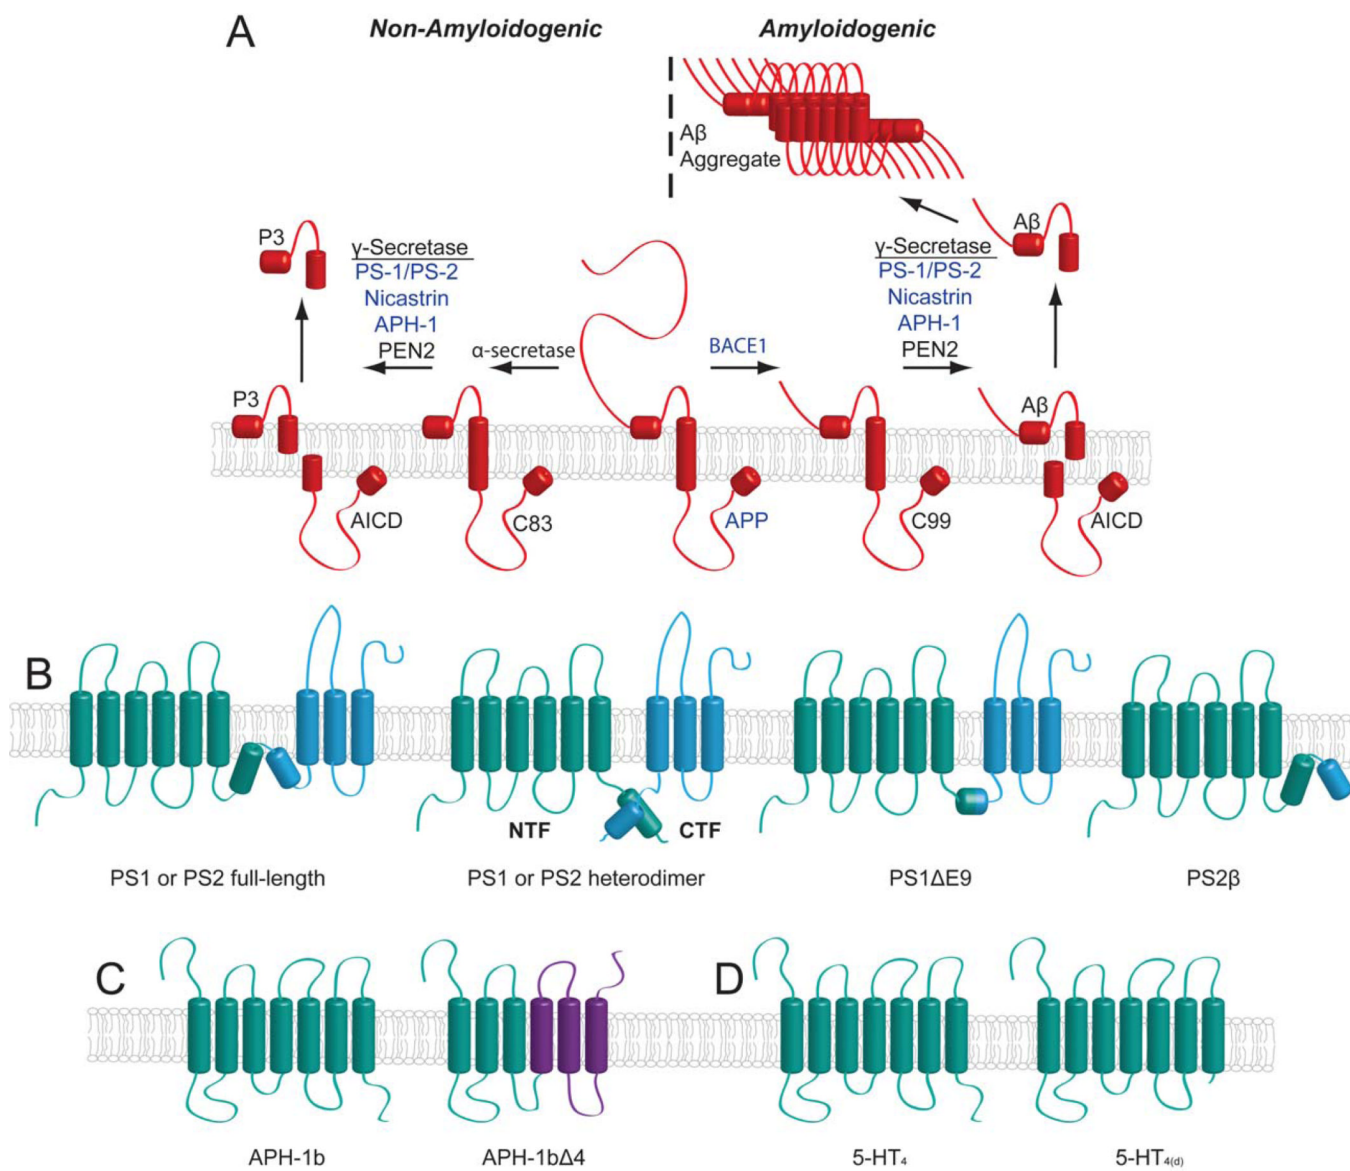 A
Non-Amyloidogenic
Amyloidogenic
Aβ
Aggregate
P3
γ-Secretase
PS-1/PS-2
Nicastrin
APH-1
PEN2
α-secretase
BACE1
γ-Secretase
PS-1/PS-2
Nicastrin
APH-1
PEN2
Aβ
P3
Aβ
AICD
C83
APP
C99
AICD
B
NTF
CTF
PS1 or PS2 full-length
PS1 or PS2 heterodimer
PS1ΔE9
PS2β
C
D
APH-1b
APH-1bΔ4
5-HT₄
5-HT₄₍d₎